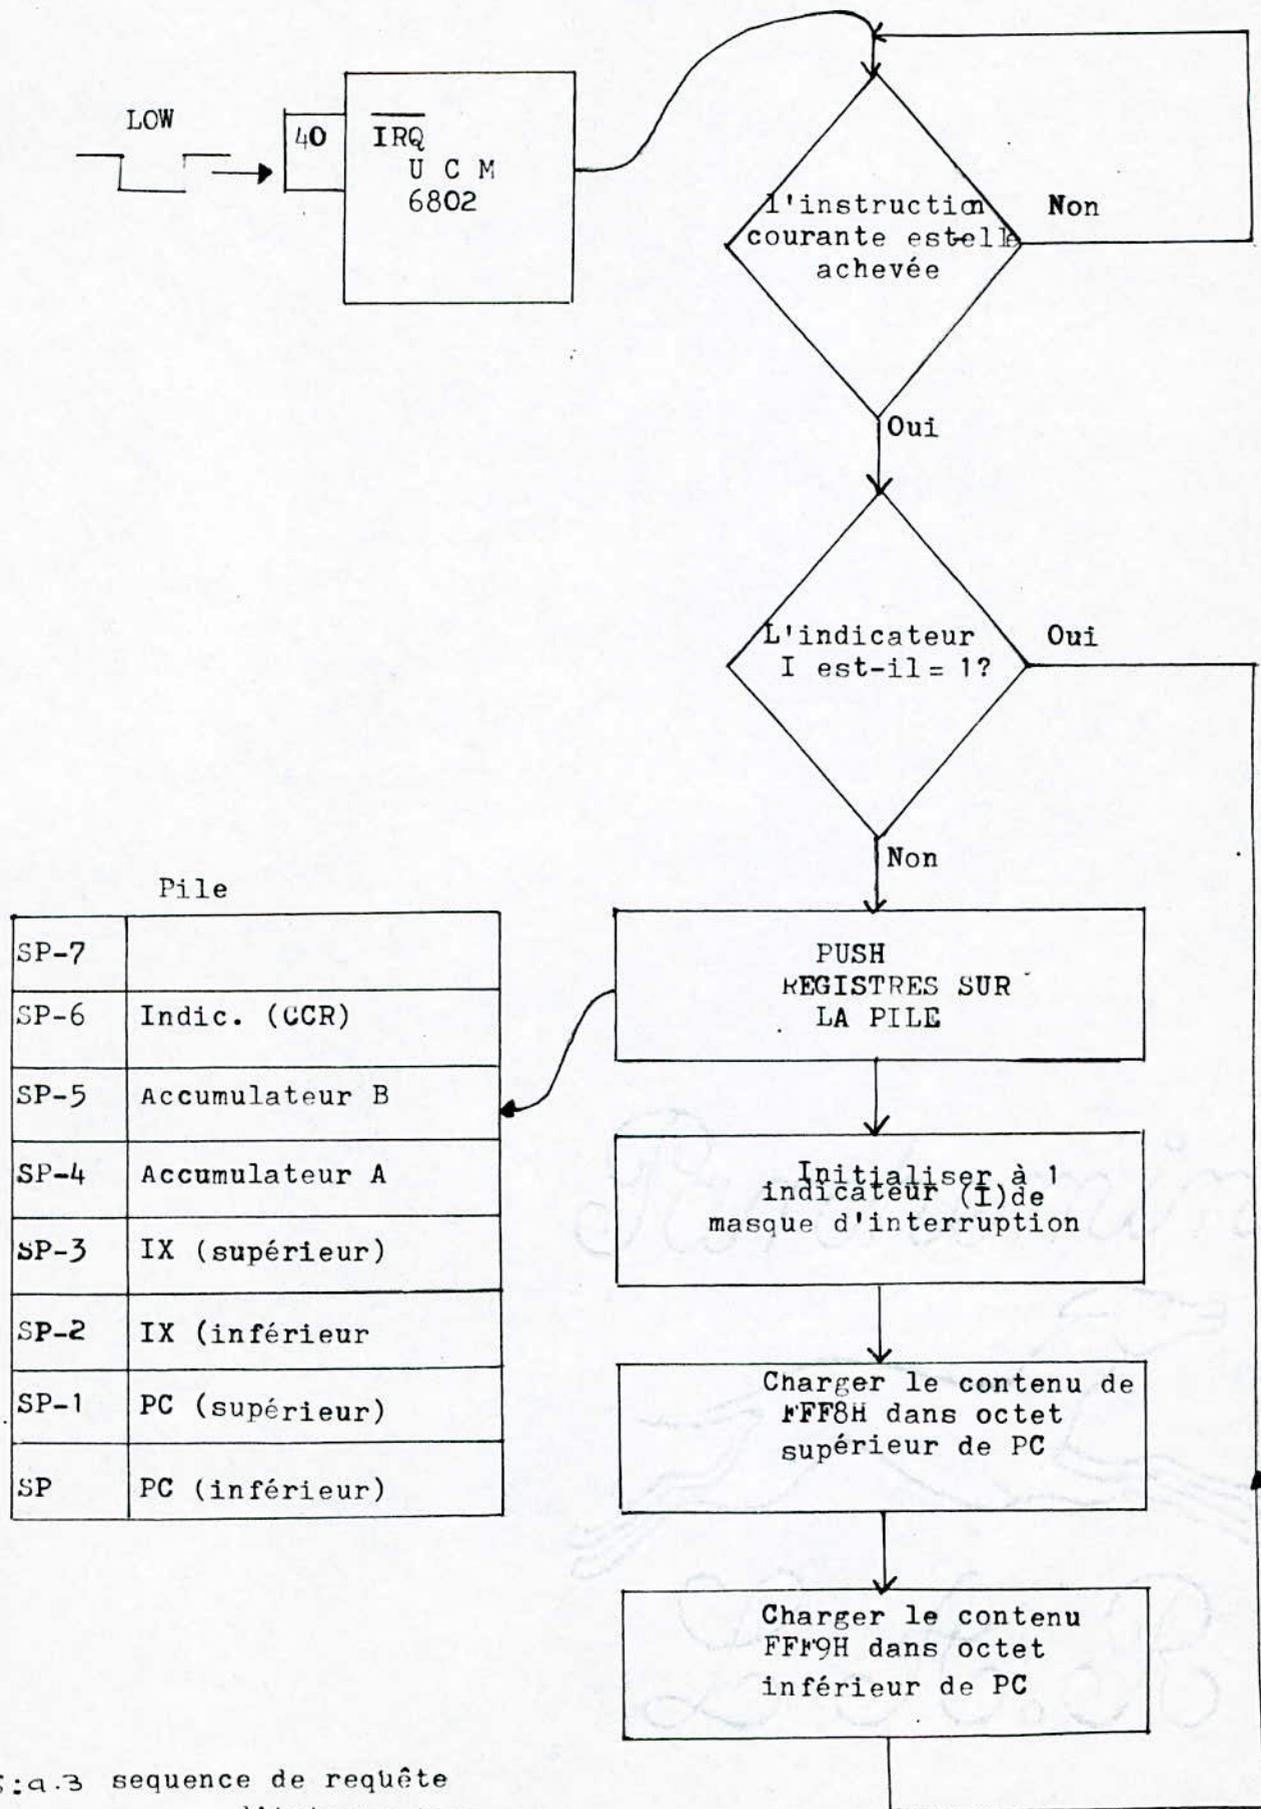 LOW
40
IRQ
U C M
6802
l'instruction
courante est-elle
achevée
Non
Oui
L'indicateur
I est-il = 1?
Oui
Non
Pile
SP-7
SP-6 Indic. (CCR)
SP-5 Accumulateur B
SP-4 Accumulateur A
SP-3 IX (supérieur)
SP-2 IX (inférieur
SP-1 PC (supérieur)
SP PC (inférieur)
PUSH
REGISTRES SUR
LA PILE
Initialiser à 1
indicateur (I) de
masque d'interruption
Charger le contenu de
FFF8H dans octet
supérieur de PC
Charger le contenu
FFF9H dans octet
inférieur de PC
:a.3 sequence de requête